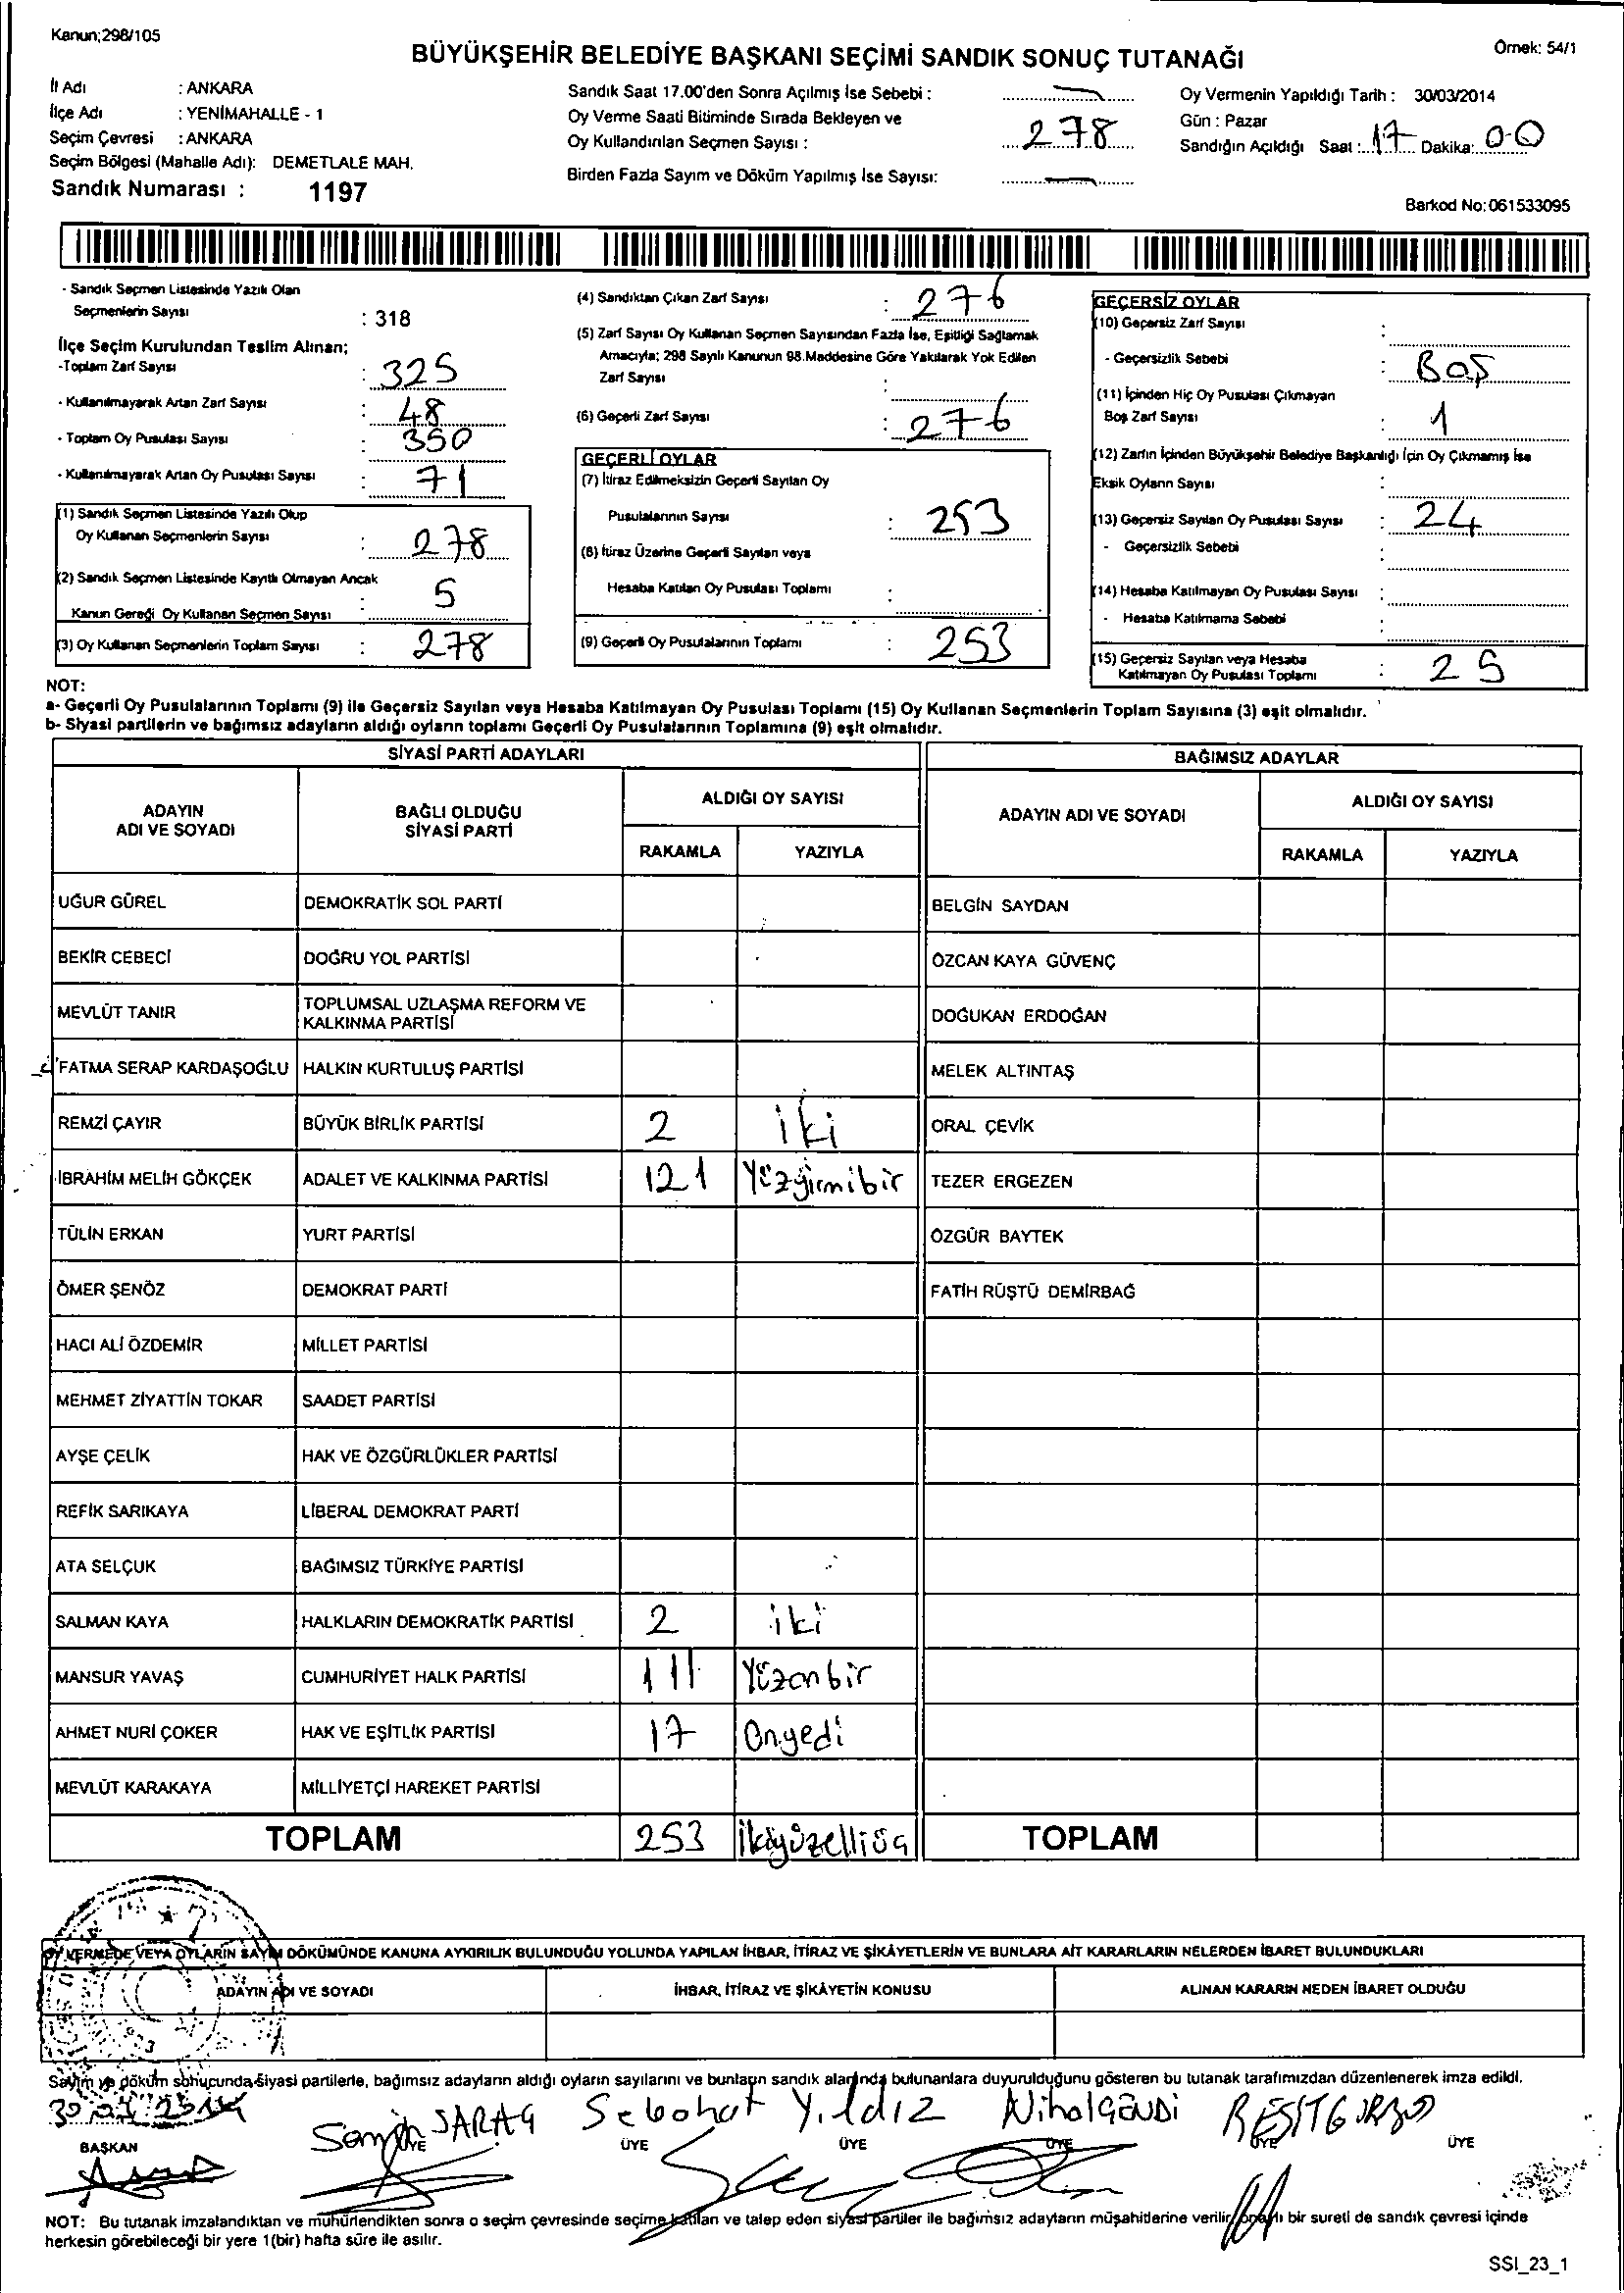 Kanun;298/105
BÜYÜKŞEHİR BELEDİYE BAŞKANI SEÇİMİ SANDIK SONUÇ TUTANAĞI
Örnek: 54/1
İl Adı : ANKARA
İlçe Adı : YENİMAHALLE - 1
Seçim Çevresi : ANKARA
Seçim Bölgesi (Mahalle Adı): DEMETLALE MAH.
Sandık Numarası : 1197
Sandık Saat 17.00'den Sonra Açılmış İse Sebebi :
Oy Verme Saati Bitiminde Sırada Bekleyen ve
Oy Kullandırılan Seçmen Sayısı : 278
Birden Fazla Sayım ve Döküm Yapılmış İse Sayısı:
Oy Vermenin Yapıldığı Tarih : 30/03/2014
Gün : Pazar
Sandığın Açıldığı Saat : 17 Dakika: 00
Barkod No: 061533095
- Sandık Seçmen Listesinde Yazılı Olan
Seçmenlerin Sayısı : 318
İlçe Seçim Kurulundan Teslim Alınan;
-Toplam Zarf Sayısı : 325
- Kullanılmayarak Artan Zarf Sayısı : 48
- Toplam Oy Pusulası Sayısı : 350
- Kullanılmayarak Artan Oy Pusulası Sayısı : 71
(1) Sandık Seçmen Listesinde Yazılı Olup
Oy Kullanan Seçmenlerin Sayısı : 278
(2) Sandık Seçmen Listesinde Kayıtlı Olmayan Ancak
Kanun Gereği Oy Kullanan Seçmen Sayısı : 5
(3) Oy Kullanan Seçmenlerin Toplam Sayısı : 278
(4) Sandıktan Çıkan Zarf Sayısı : 276
(5) Zarf Sayısı Oy Kullanan Seçmen Sayısından Fazla İse, Eşitliği Sağlamak
Amacıyla; 298 Sayılı Kanunun 98.Maddesine Göre Yakılarak Yok Edilen
Zarf Sayısı :
(6) Geçerli Zarf Sayısı : 276
GEÇERLİ OYLAR
(7) İtiraz Edilmeksizin Geçerli Sayılan Oy
Pusulalarının Sayısı : 253
(8) İtiraz Üzerine Geçerli Sayılan veya
Hesaba Katılan Oy Pusulası Toplamı :
(9) Geçerli Oy Pusulalarının Toplamı : 253
GEÇERSİZ OYLAR
(10) Geçersiz Zarf Sayısı :
- Geçersizlik Sebebi : BOŞ
(11) İçinden Hiç Oy Pusulası Çıkmayan
Boş Zarf Sayısı : 1
(12) Zarfın İçinden Büyükşehir Belediye Başkanlığı İçin Oy Çıkmamış İse
Eksik Oyların Sayısı :
(13) Geçersiz Sayılan Oy Pusulası Sayısı : 24
- Geçersizlik Sebebi :
(14) Hesaba Katılmayan Oy Pusulası Sayısı :
- Hesaba Katılmama Sebebi :
(15) Geçersiz Sayılan veya Hesaba
Katılmayan Oy Pusulası Toplamı : 25
NOT:
a- Geçerli Oy Pusulalarının Toplamı (9) ile Geçersiz Sayılan veya Hesaba Katılmayan Oy Pusulası Toplamı (15) Oy Kullanan Seçmenlerin Toplam Sayısına (3) eşit olmalıdır.
b- Siyasi partilerin ve bağımsız adayların aldığı oyların toplamı Geçerli Oy Pusulalarının Toplamına (9) eşit olmalıdır.
SİYASİ PARTİ ADAYLARI BAĞIMSIZ ADAYLAR
ADAYIN
ADI VE SOYADI
BAĞLI OLDUĞU
SİYASİ PARTİ
ALDIĞI OY SAYISI
RAKAMLA YAZIYLA
ADAYIN ADI VE SOYADI
ALDIĞI OY SAYISI
RAKAMLA YAZIYLA
UĞUR GÜREL DEMOKRATİK SOL PARTİ BELGİN SAYDAN
BEKİR CEBECİ DOĞRU YOL PARTİSİ ÖZCAN KAYA GÜVENÇ
MEVLÜT TANIR TOPLUMSAL UZLAŞMA REFORM VE
KALKINMA PARTİSİ DOĞUKAN ERDOĞAN
FATMA SERAP KARDAŞOĞLU HALKIN KURTULUŞ PARTİSİ MELEK ALTINTAŞ
REMZİ ÇAYIR BÜYÜK BİRLİK PARTİSİ 2 iki ORAL ÇEVİK
İBRAHİM MELİH GÖKÇEK ADALET VE KALKINMA PARTİSİ 121 Yüzyirmibir TEZER ERGEZEN
TÜLİN ERKAN YURT PARTİSİ ÖZGÜR BAYTEK
ÖMER ŞENÖZ DEMOKRAT PARTİ FATİH RÜŞTÜ DEMİRBAĞ
HACI ALİ ÖZDEMİR MİLLET PARTİSİ
MEHMET ZİYATTİN TOKAR SAADET PARTİSİ
AYŞE ÇELİK HAK VE ÖZGÜRLÜKLER PARTİSİ
REFİK SARIKAYA LİBERAL DEMOKRAT PARTİ
ATA SELÇUK BAĞIMSIZ TÜRKİYE PARTİSİ
SALMAN KAYA HALKLARIN DEMOKRATİK PARTİSİ 2 iki
MANSUR YAVAŞ CUMHURİYET HALK PARTİSİ 111 Yüzonbir
AHMET NURİ ÇOKER HAK VE EŞİTLİK PARTİSİ 17 Onyedi
MEVLÜT KARAKAYA MİLLİYETÇİ HAREKET PARTİSİ
TOPLAM 253 ikiyüzelliüç TOPLAM
OY VERMEDE VEYA OYLARIN SAYIM DÖKÜMÜNDE KANUNA AYKIRILIK BULUNDUĞU YOLUNDA YAPILAN İHBAR, İTİRAZ VE ŞİKÂYETLERİN VE BUNLARA AİT KARARLARIN NELERDEN İBARET BULUNDUKLARI
ADAYIN ADI VE SOYADI İHBAR, İTİRAZ VE ŞİKÂYETİN KONUSU ALINAN KARARIN NEDEN İBARET OLDUĞU
Sayım ve döküm sonucunda siyasi partilerle, bağımsız adayların aldığı oyların sayılarını ve bunların sandık alanında bulunanlara duyurulduğunu gösteren bu tutanak tarafımızdan düzenlenerek imza edildi.
SARAÇ Sebahat Yıldız Nihal
BAŞKAN ÜYE ÜYE ÜYE ÜYE ÜYE ÜYE
NOT: Bu tutanak imzalandıktan ve mühürlendikten sonra o seçim çevresinde seçime katılan ve talep eden siyasi partiler ile bağımsız adayların müşahitlerine verilir, onaylı bir sureti de sandık çevresi içinde
herkesin görebileceği bir yere 1(bir) hafta süre ile asılır.
SSI_23_1